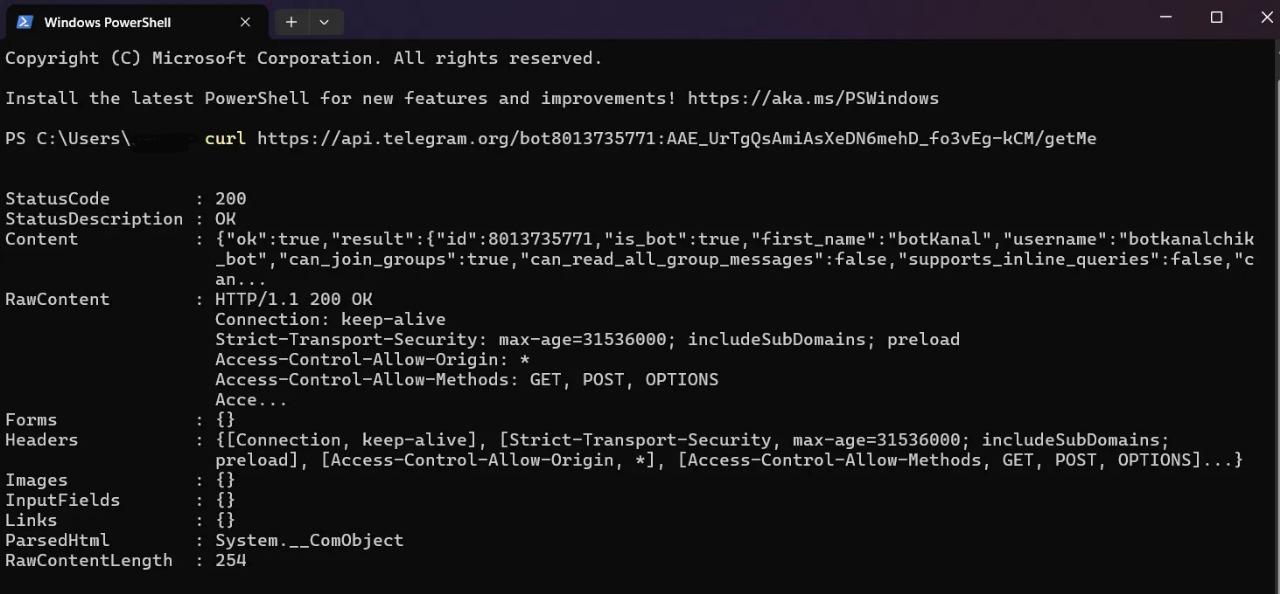 Windows PowerShell
Copyright (C) Microsoft Corporation. All rights reserved.
Install the latest PowerShell for new features and improvements! https://aka.ms/PSWindows
PS C:\Users\ curl https://api.telegram.org/bot8013735771:AAE_UrTgQsAmiAsXeDN6mehD_fo3vEg-kCM/getMe
StatusCode : 200
StatusDescription : OK
Content : {"ok":true,"result":{"id":8013735771,"is_bot":true,"first_name":"botKanal","username":"botkanalchik
_bot","can_join_groups":true,"can_read_all_group_messages":false,"supports_inline_queries":false,"c
an...
RawContent : HTTP/1.1 200 OK
Connection: keep-alive
Strict-Transport-Security: max-age=31536000; includeSubDomains; preload
Access-Control-Allow-Origin: *
Access-Control-Allow-Methods: GET, POST, OPTIONS
Acce...
Forms : {}
Headers : {[Connection, keep-alive], [Strict-Transport-Security, max-age=31536000; includeSubDomains;
preload], [Access-Control-Allow-Origin, *], [Access-Control-Allow-Methods, GET, POST, OPTIONS]...}
Images : {}
InputFields : {}
Links : {}
ParsedHtml : System.__ComObject
RawContentLength : 254